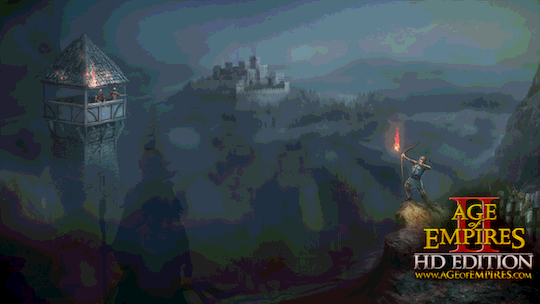 AGE
of
EMPIRES
II
HD EDITION
WWW.AGEOFEMPIRES.COM